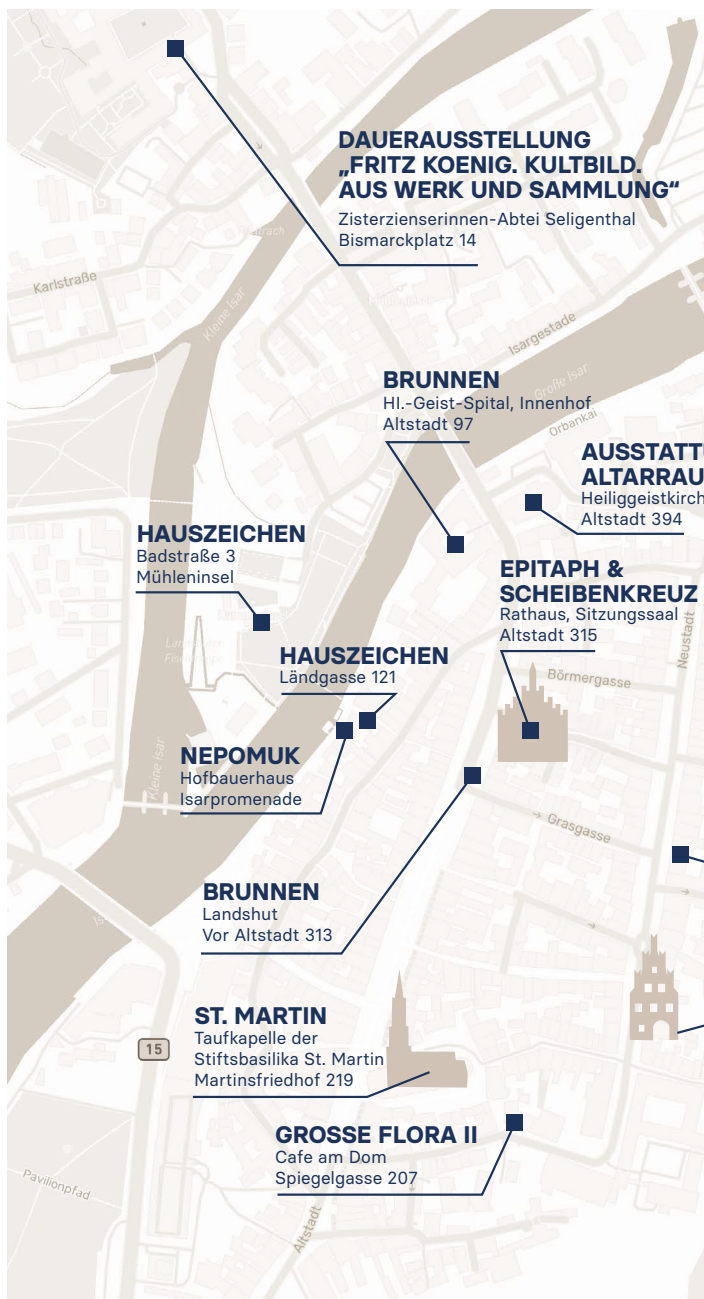 DAUERAUSSTELLUNG
„FRITZ KOENIG. KULTBILD.
AUS WERK UND SAMMLUNG“
Zisterzienserinnen-Abtei Seligenthal
Bismarckplatz 14
Karlstraße
Kleine Isar
Isargestade
Große Isar
Orbankai
BRUNNEN
Hl.-Geist-Spital, Innenhof
Altstadt 97
AUSSTATTU
ALTARRAU
Heiliggeistkirch
Altstadt 394
HAUSZEICHEN
Badstraße 3
Mühleninsel
EPITAPH &
SCHEIBENKREUZ
Rathaus, Sitzungssaal
Altstadt 315
Neustadt
HAUSZEICHEN
Ländgasse 121
Börmergasse
NEPOMUK
Hofbauerhaus
Isarpromenade
Kleine Isar
Grasgasse
BRUNNEN
Landshut
Vor Altstadt 313
ST. MARTIN
Taufkapelle der
Stiftsbasilika St. Martin
Martinsfriedhof 219
15
GROSSE FLORA II
Cafe am Dom
Spiegelgasse 207
Pavilionpfad
Altstadt